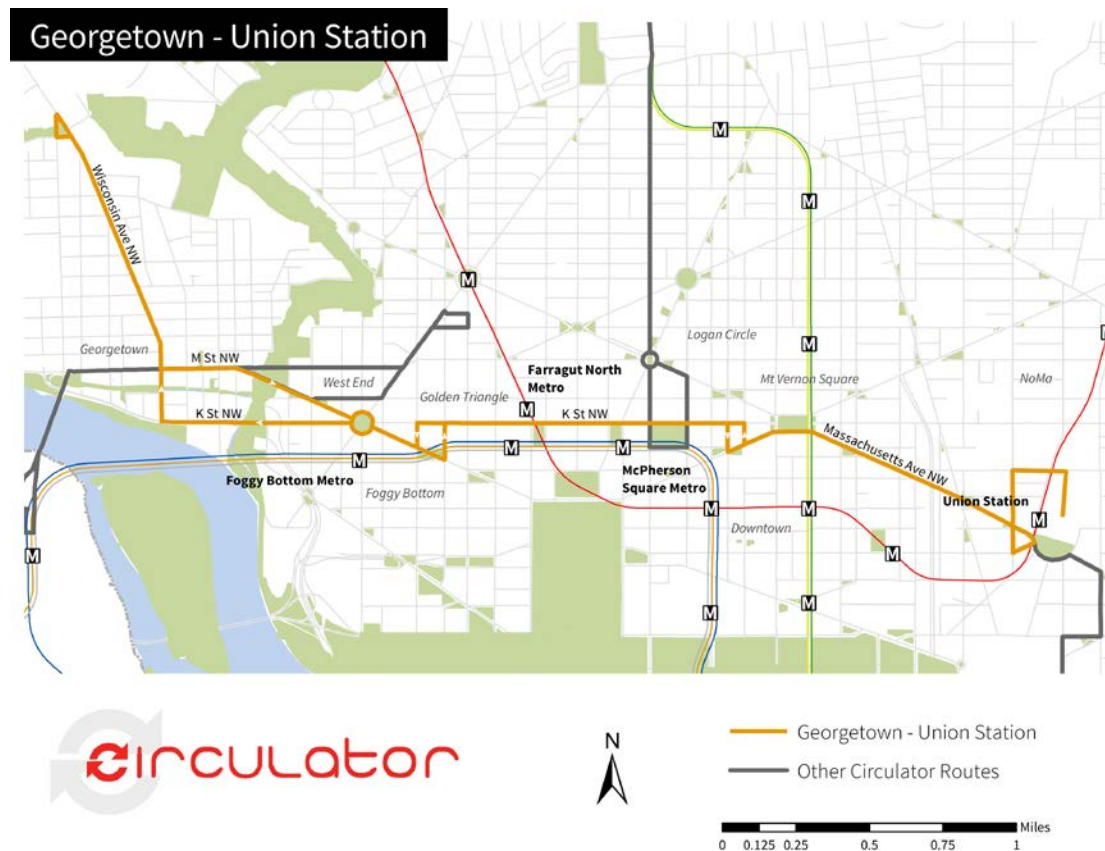 Georgetown - Union Station
M
M
M
Wisconsin Ave NW
M
Logan Circle
M
M
Georgetown
M St NW
West End
Farragut North
Metro
Mt Vernon Square
NoMa
Golden Triangle
M
K St NW
K St NW
M
M
Massachusetts Ave NW
M
Foggy Bottom Metro
Foggy Bottom
McPherson
Square Metro
Union Station
M
M
M
Downtown
M
M
M
M
Circulator
N
Georgetown - Union Station
Other Circulator Routes
Miles
0 0.125 0.25 0.5 0.75 1